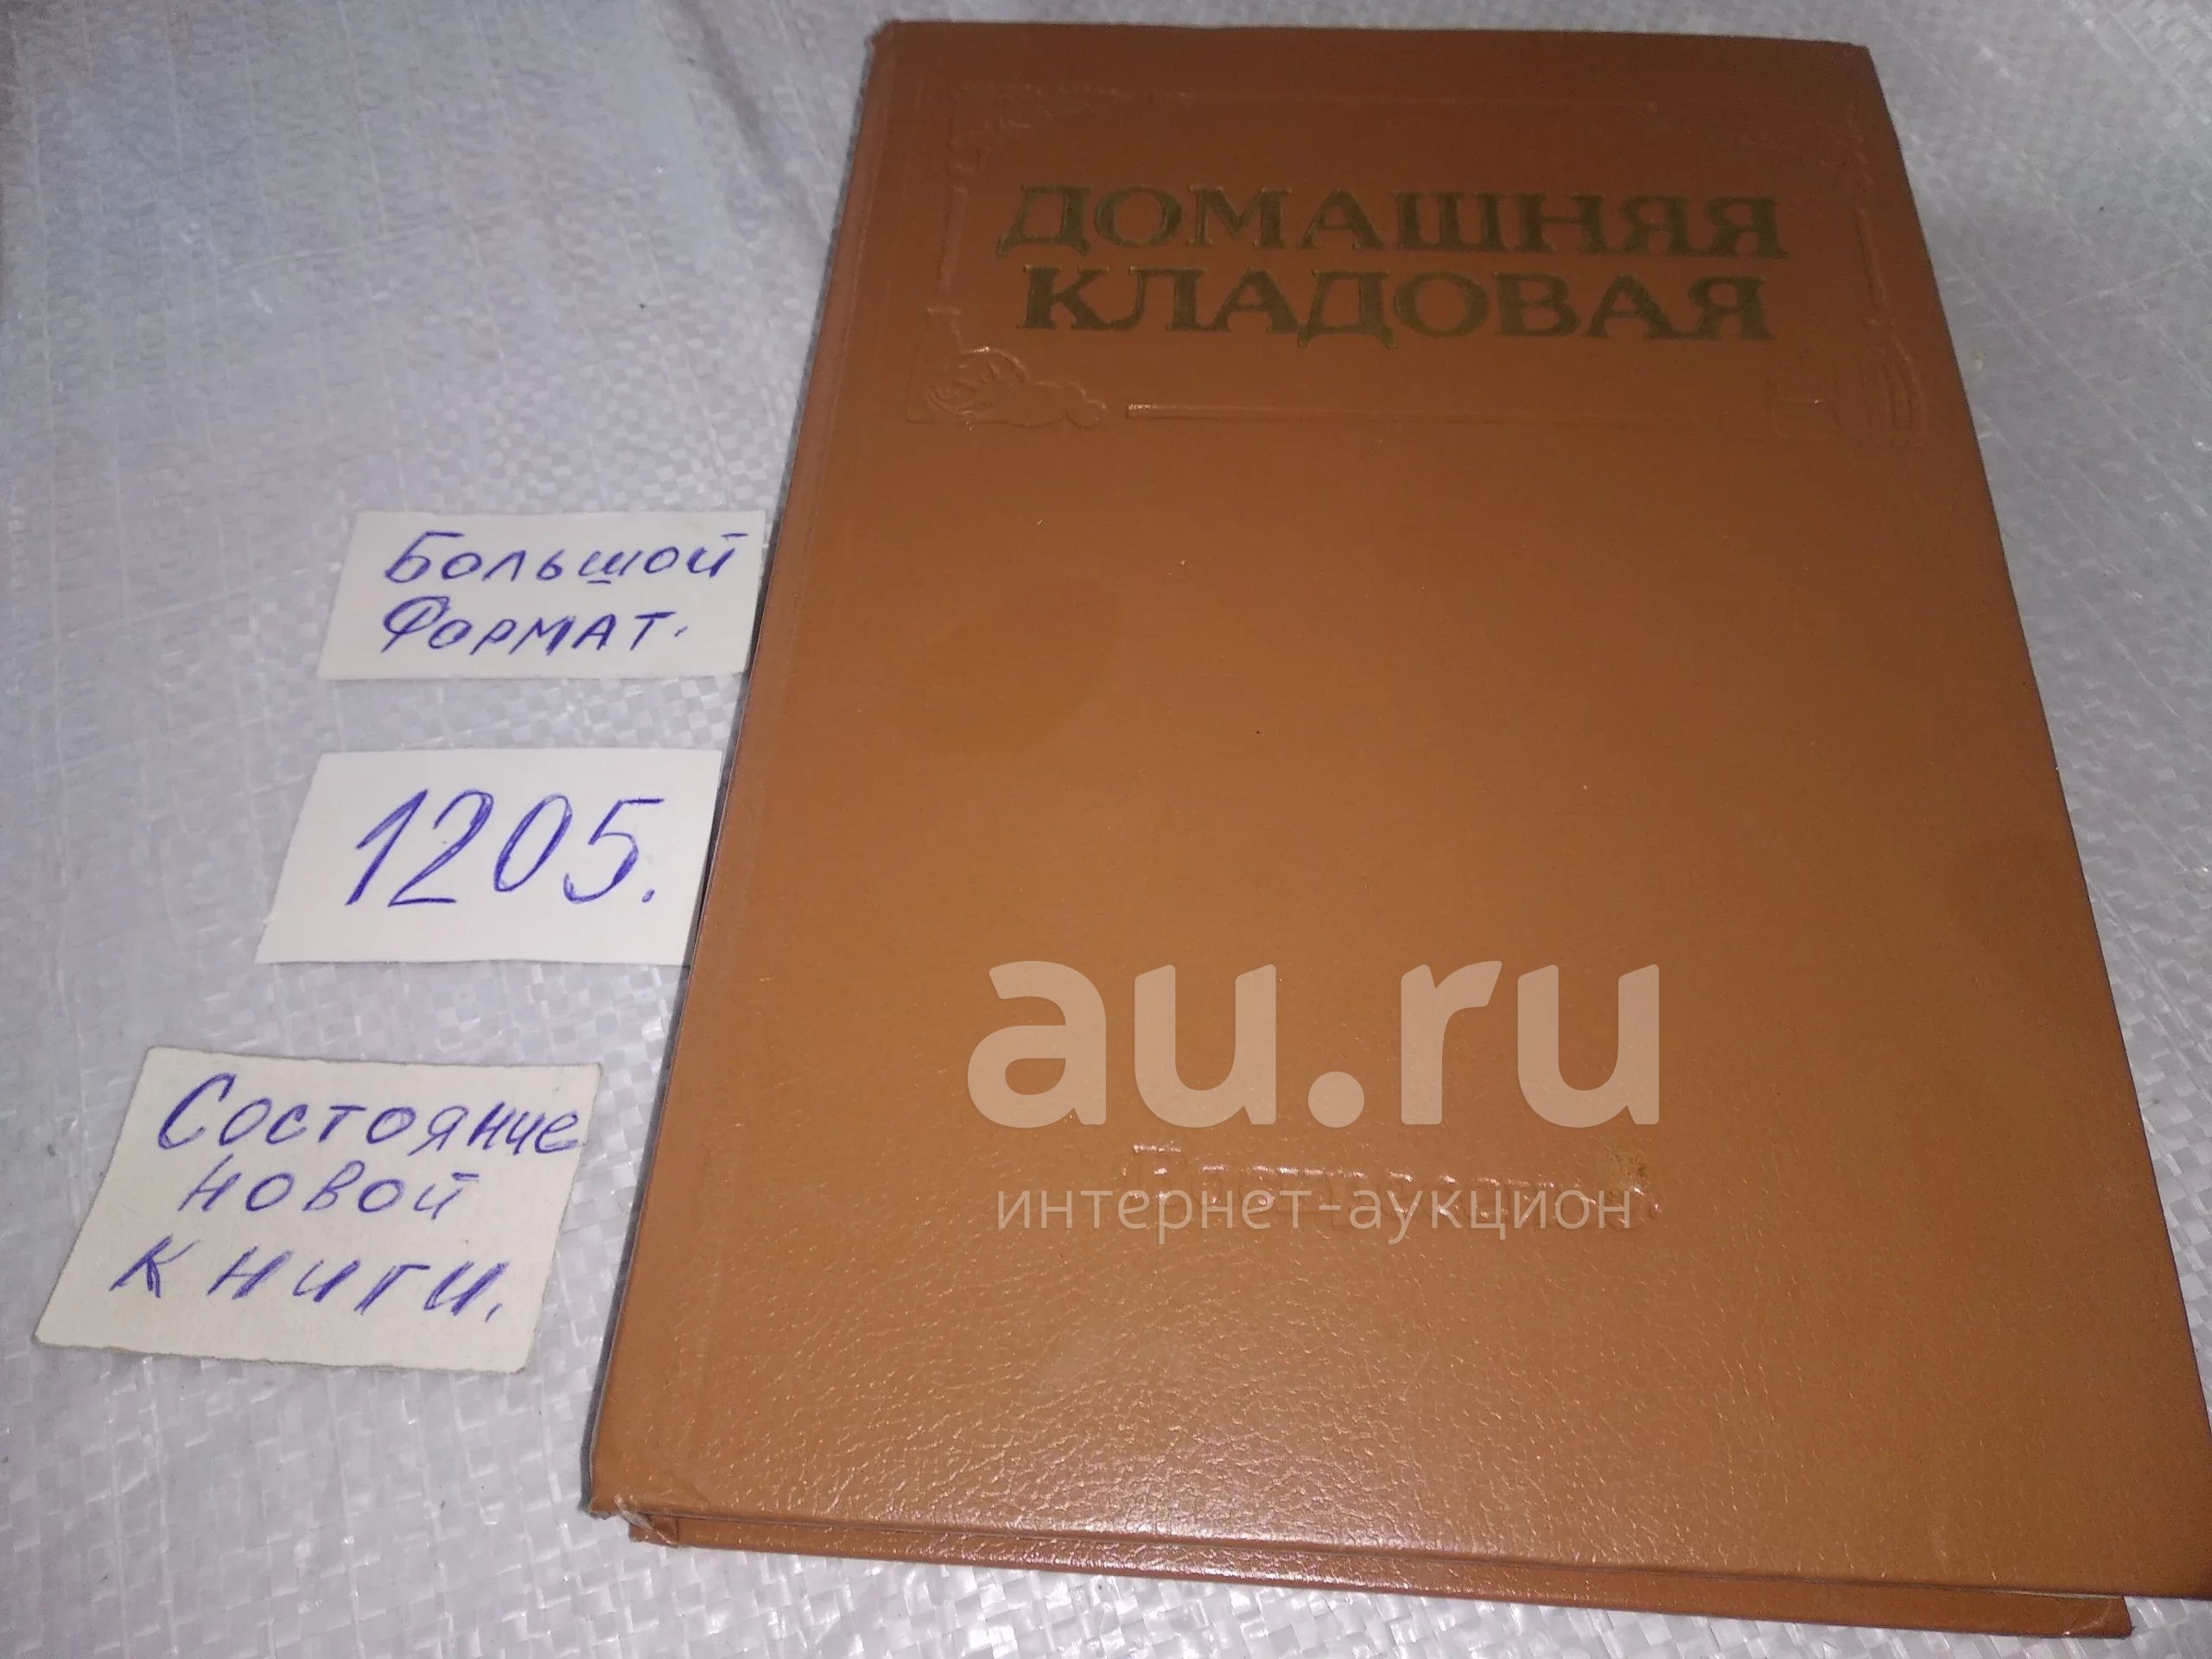 ДОМАШНЯЯ
КЛАДОВАЯ
Большой
Формат.
1205.
Состояние
новой
книги.
au.ru
интернет-аукцион